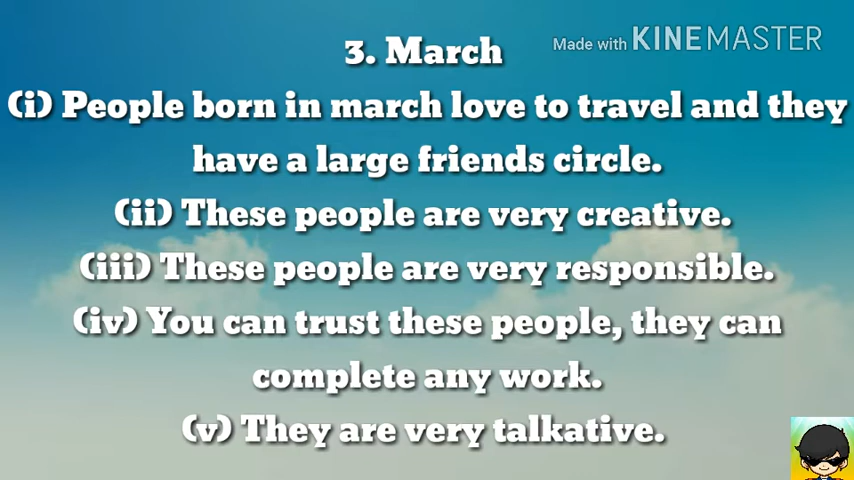 3. March
Made with KINEMASTER
(i) People born in march love to travel and they
have a large friends circle.
(ii) These people are very creative.
(iii) These people are very responsible.
(iv) You can trust these people, they can
complete any work.
(v) They are very talkative.